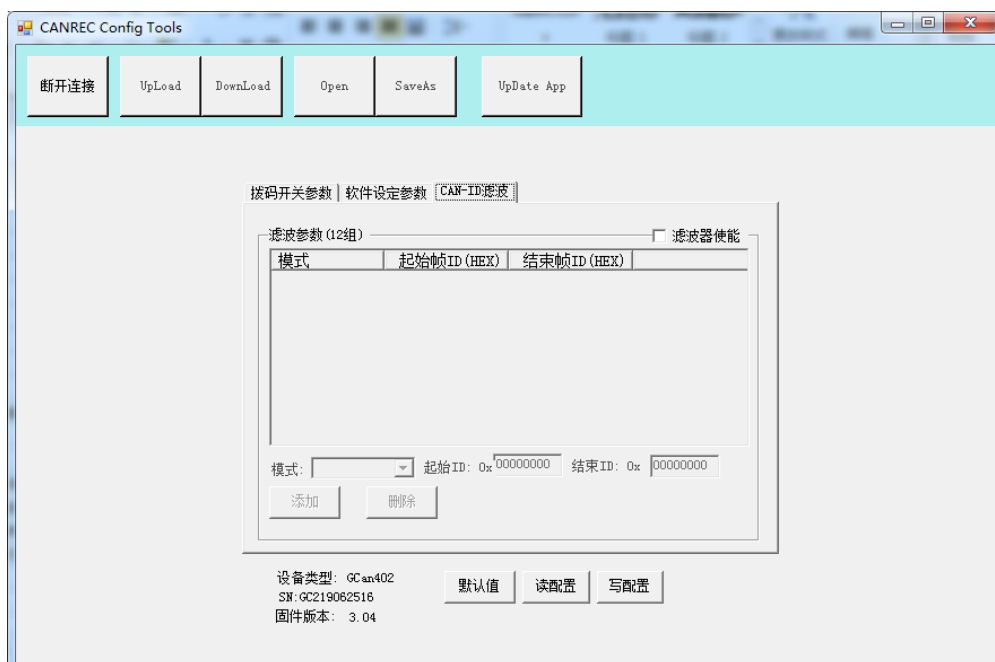 CANREC Config Tools
断开连接 UpLoad DownLoad Open SaveAs UpDate App
拨码开关参数 软件设定参数 CAN-ID滤波
滤波参数(12组) 滤波器使能
模式 起始帧ID(HEX) 结束帧ID(HEX)
模式: 起始ID: 0x 00000000 结束ID: 0x 00000000
添加 删除
设备类型: GCan402
SN:GC219062516
固件版本: 3.04
默认值 读配置 写配置